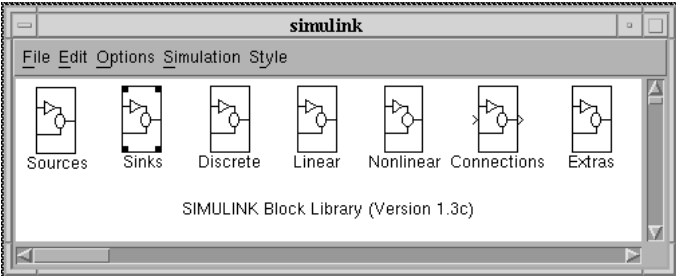 simulink
File Edit Options Simulation Style
Sources Sinks Discrete Linear Nonlinear Connections Extras
SIMULINK Block Library (Version 1.3c)